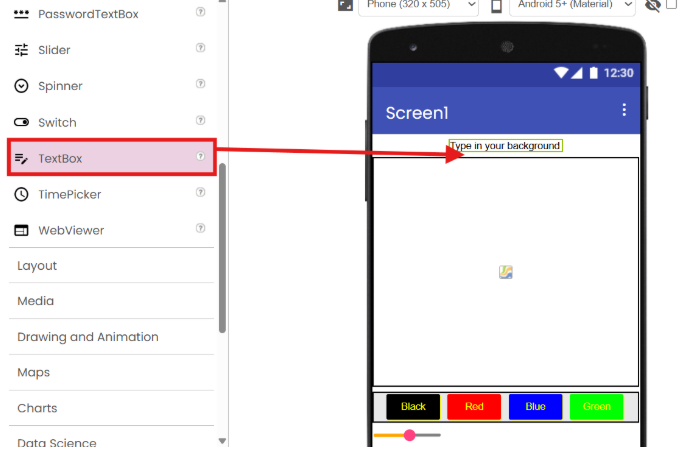 PasswordTextBox ?
Slider ?
Spinner ?
Switch ?
TextBox ?
TimePicker ?
WebViewer ?
Layout
Media
Drawing and Animation
Maps
Charts
Data Science
Phone (320 x 505)
Android 5+ (Material)
12:30
Screen1
Type in your background
Black Red Blue Green